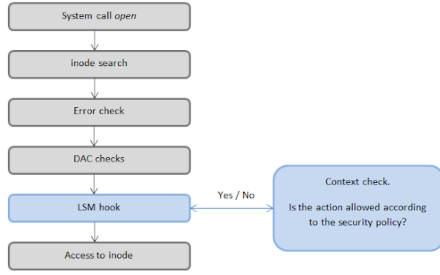 System call open
inode search
Error check
DAC checks
LSM hook
Yes / No
Context check.
Is the action allowed according
to the security policy?
Access to inode